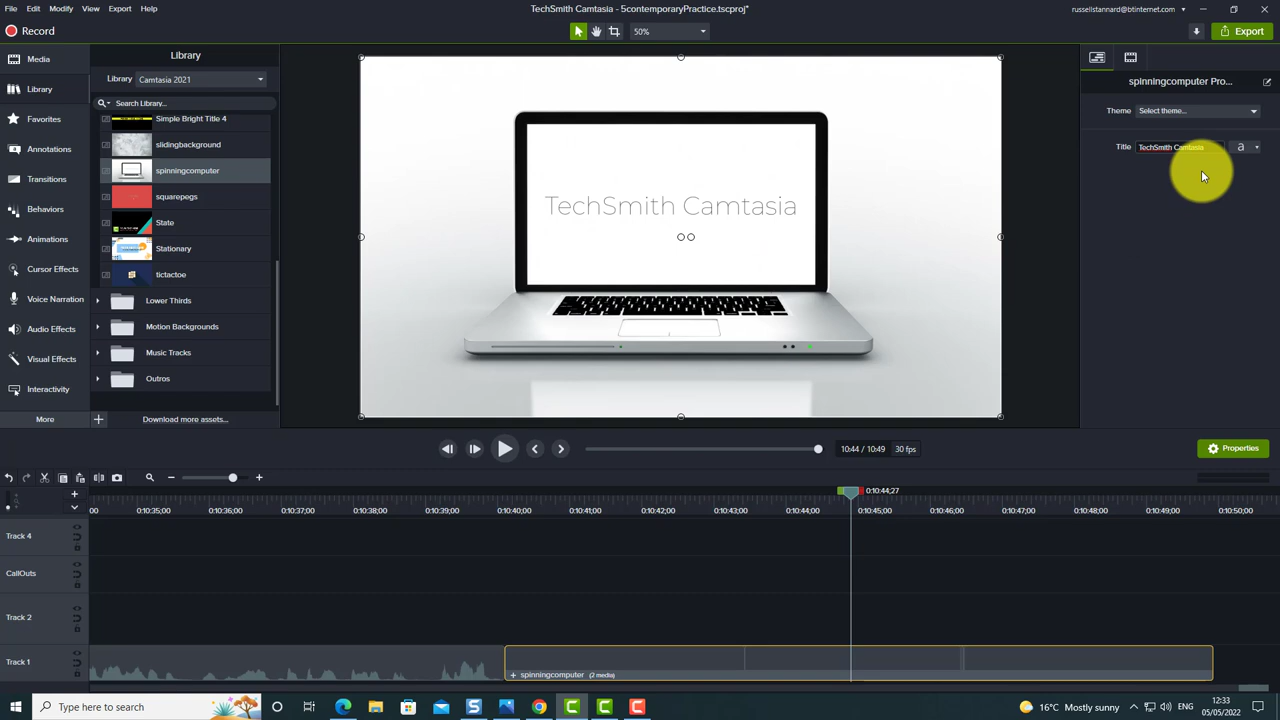 File Edit Modify View Export Help
TechSmith Camtasia - 5contemporaryPractice.tscproj*
russellstannard@btinternet.com
Record
50%
Export
Media
Library
Favorites
Annotations
Transitions
Behaviors
Animations
Cursor Effects
Voice Narration
Audio Effects
Visual Effects
Interactivity
More
Library
Library Camtasia 2021
Search Library...
Simple Bright Title 4
slidingbackground
spinningcomputer
squarepegs
State
Stationary
tictactoe
Lower Thirds
Motion Backgrounds
Music Tracks
Outros
Download more assets...
TechSmith Camtasia
spinningcomputer Pro...
Theme Select theme...
Title TechSmith Camtasia a
10:44 / 10:49 30 fps
Properties
0:10:44;27
00 0:10:35;00 0:10:36;00 0:10:37;00 0:10:38;00 0:10:39;00 0:10:40;00 0:10:41;00 0:10:42;00 0:10:43;00 0:10:44;00 0:10:45;00 0:10:46;00 0:10:47;00 0:10:48;00 0:10:49;00 0:10:50;00
Track 4
CallOuts
Track 2
Track 1
spinningcomputer (2 media)
Type here to search
16°C Mostly sunny
ENG
12:33
05/05/2022